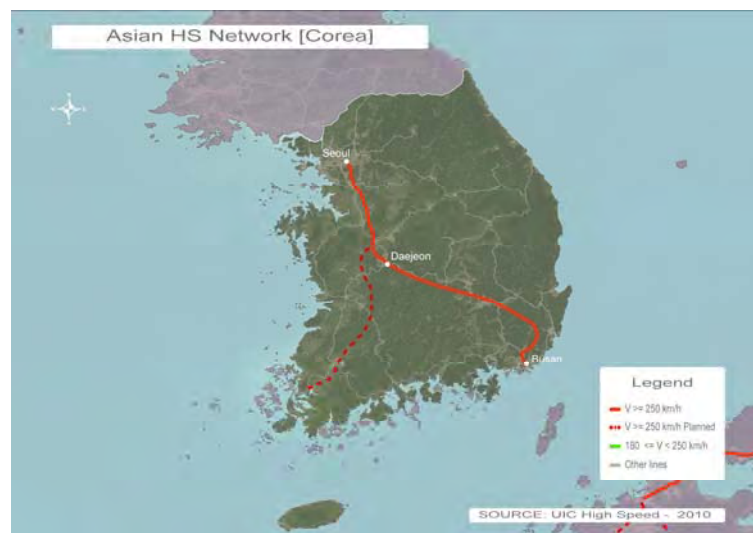 Asian HS Network [Corea]
Seoul
Daejeon
Rusan
Legend
V >= 250 km/h
V >= 250 km/h Planned
180 <= V < 250 km/h
Other lines
SOURCE: UIC High Speed - 2010